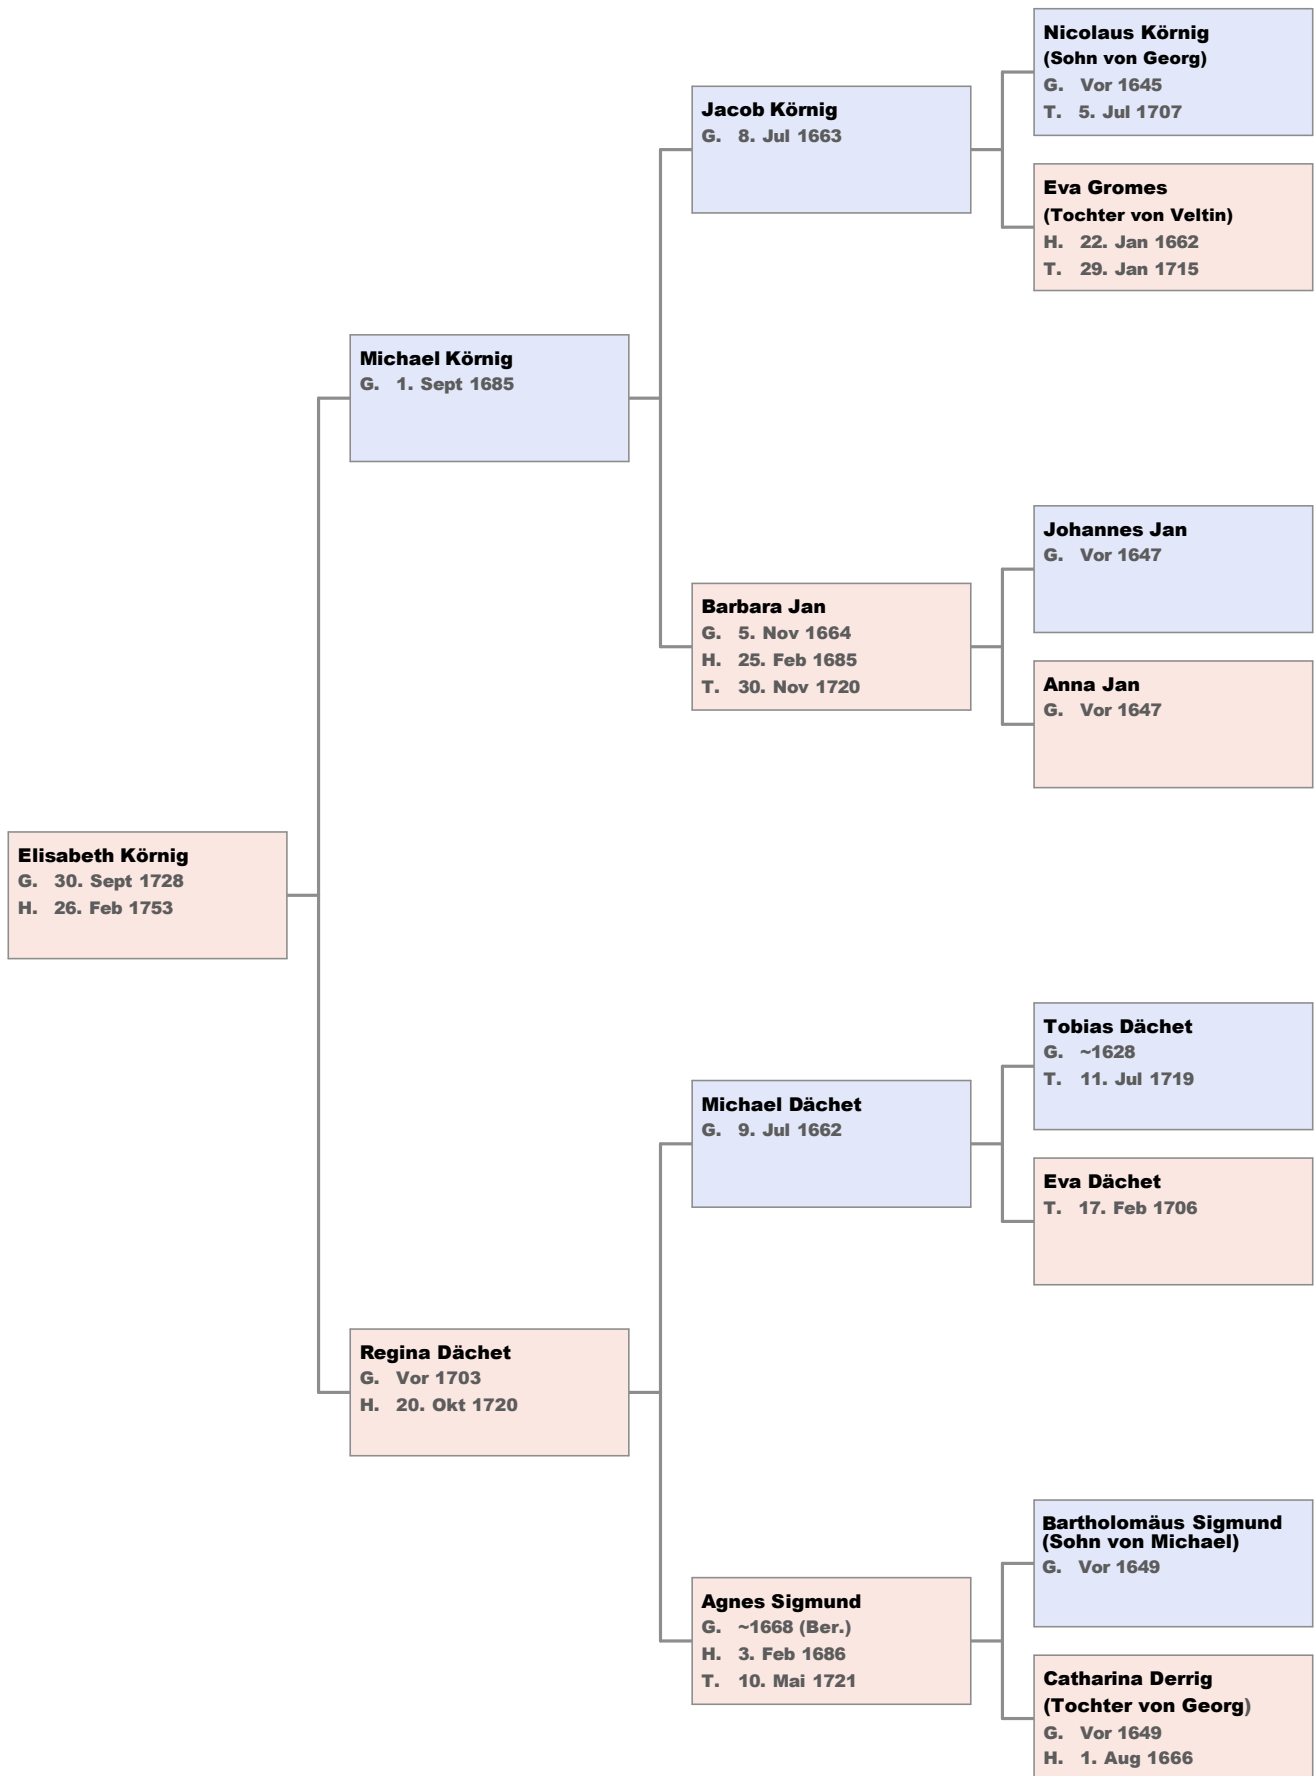 Nicolaus Körnig
(Sohn von Georg)
G. Vor 1645
T. 5. Jul 1707
Jacob Körnig
G. 8. Jul 1663
Eva Gromes
(Tochter von Veltin)
H. 22. Jan 1662
T. 29. Jan 1715
Michael Körnig
G. 1. Sept 1685
Johannes Jan
G. Vor 1647
Barbara Jan
G. 5. Nov 1664
H. 25. Feb 1685
T. 30. Nov 1720
Anna Jan
G. Vor 1647
Elisabeth Körnig
G. 30. Sept 1728
H. 26. Feb 1753
Tobias Dächet
G. ~1628
T. 11. Jul 1719
Michael Dächet
G. 9. Jul 1662
Eva Dächet
T. 17. Feb 1706
Regina Dächet
G. Vor 1703
H. 20. Okt 1720
Bartholomäus Sigmund
(Sohn von Michael)
G. Vor 1649
Agnes Sigmund
G. ~1668 (Ber.)
H. 3. Feb 1686
T. 10. Mai 1721
Catharina Derrig
(Tochter von Georg)
G. Vor 1649
H. 1. Aug 1666